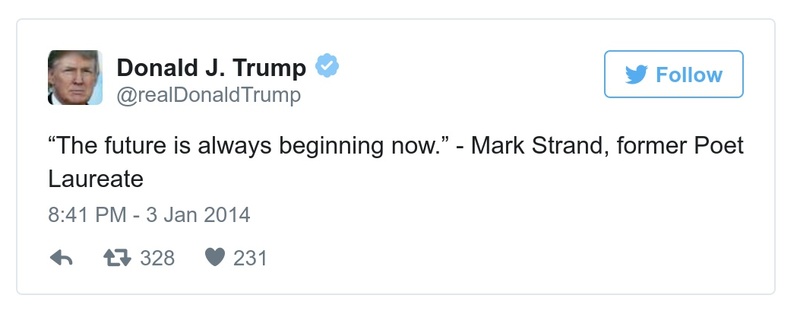 Donald J. Trump
@realDonaldTrump
Follow
“The future is always beginning now.” - Mark Strand, former Poet
Laureate
8:41 PM - 3 Jan 2014
328 231